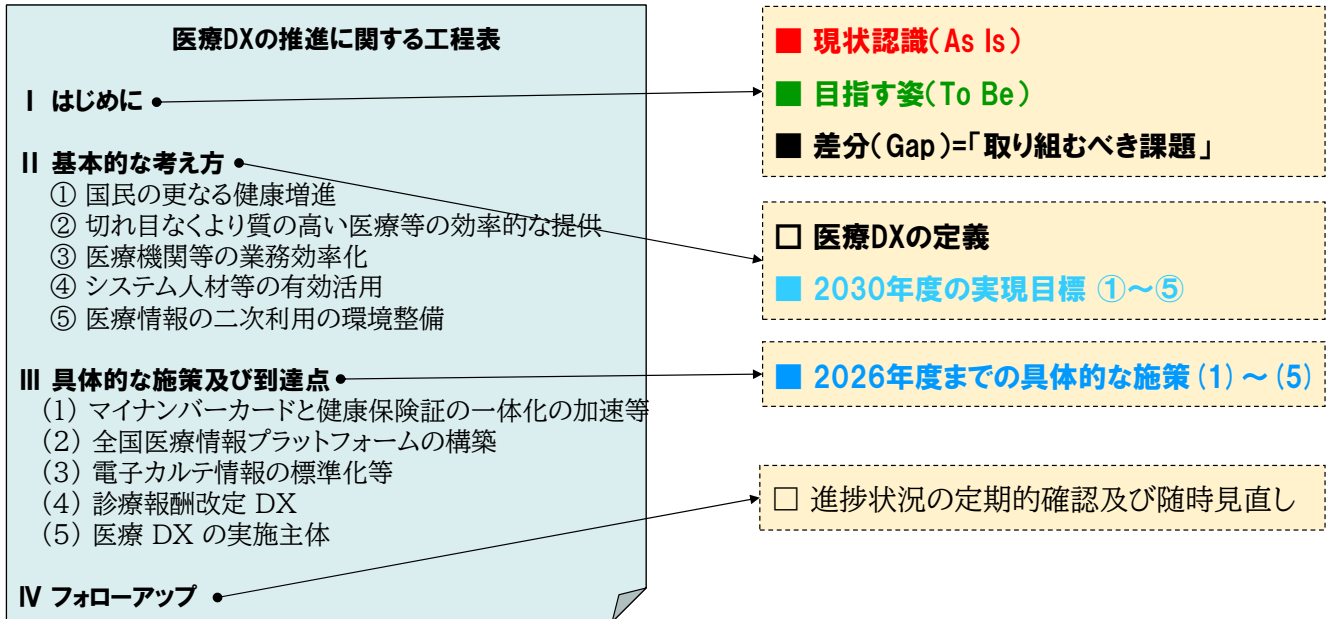 医療DXの推進に関する工程表
Ⅰ はじめに
Ⅱ 基本的な考え方
① 国民の更なる健康増進
② 切れ目なくより質の高い医療等の効率的な提供
③ 医療機関等の業務効率化
④ システム人材等の有効活用
⑤ 医療情報の二次利用の環境整備
Ⅲ 具体的な施策及び到達点
(1) マイナンバーカードと健康保険証の一体化の加速等
(2) 全国医療情報プラットフォームの構築
(3) 電子カルテ情報の標準化等
(4) 診療報酬改定 DX
(5) 医療 DX の実施主体
Ⅳ フォローアップ
■ 現状認識(As Is)
■ 目指す姿(To Be)
■ 差分(Gap)=「取り組むべき課題」
□ 医療DXの定義
■ 2030年度の実現目標 ①～⑤
■ 2026年度までの具体的な施策 (1) ～ (5)
□ 進捗状況の定期的確認及び随時見直し